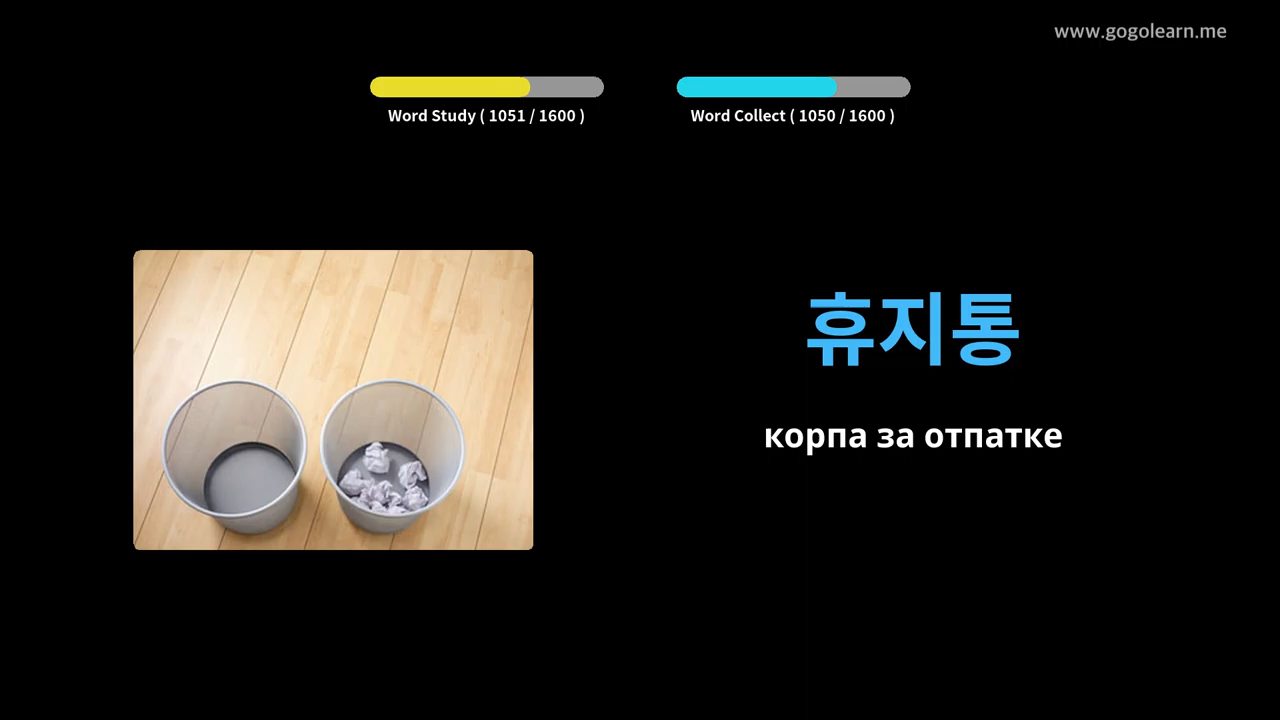 www.gogolearn.me
Word Study ( 1051 / 1600 )
Word Collect ( 1050 / 1600 )
휴지통
корпа за отпатке